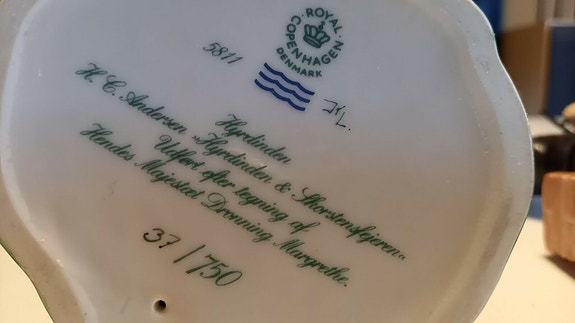 ROYAL
COPENHAGEN
DENMARK
5811
JKL.
Hyrdinden
H. C. Andersen „Hyrdinden & Skorstensfejeren“
Udført efter tegning af
Hendes Majestæt Dronning Margrethe.
37/750